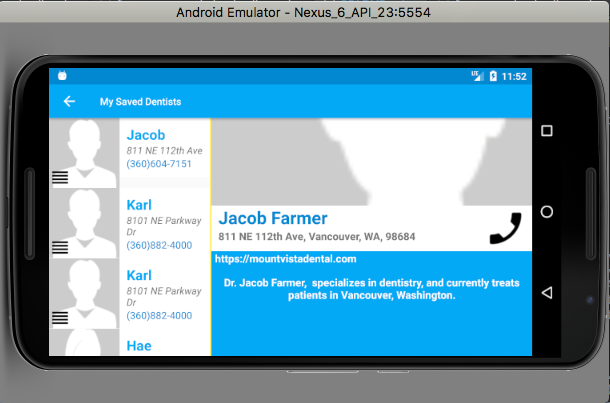 Android Emulator - Nexus_6_API_23:5554
LTE 11:52
My Saved Dentists
Jacob
811 NE 112th Ave
(360)604-7151
Karl
8101 NE Parkway
Dr
(360)882-4000
Karl
8101 NE Parkway
Dr
(360)882-4000
Hae
Jacob Farmer
811 NE 112th Ave, Vancouver, WA, 98684
https://mountvistadental.com
Dr. Jacob Farmer,  specializes in dentistry, and currently treats
patients in Vancouver, Washington.